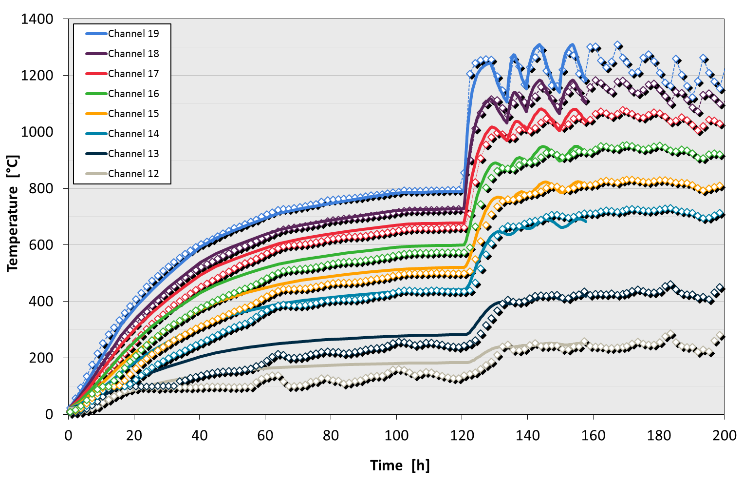 1400
1200
1000
800
600
400
200
0
Temperature [°C]
Channel 19
Channel 18
Channel 17
Channel 16
Channel 15
Channel 14
Channel 13
Channel 12
0 20 40 60 80 100 120 140 160 180 200
Time [h]